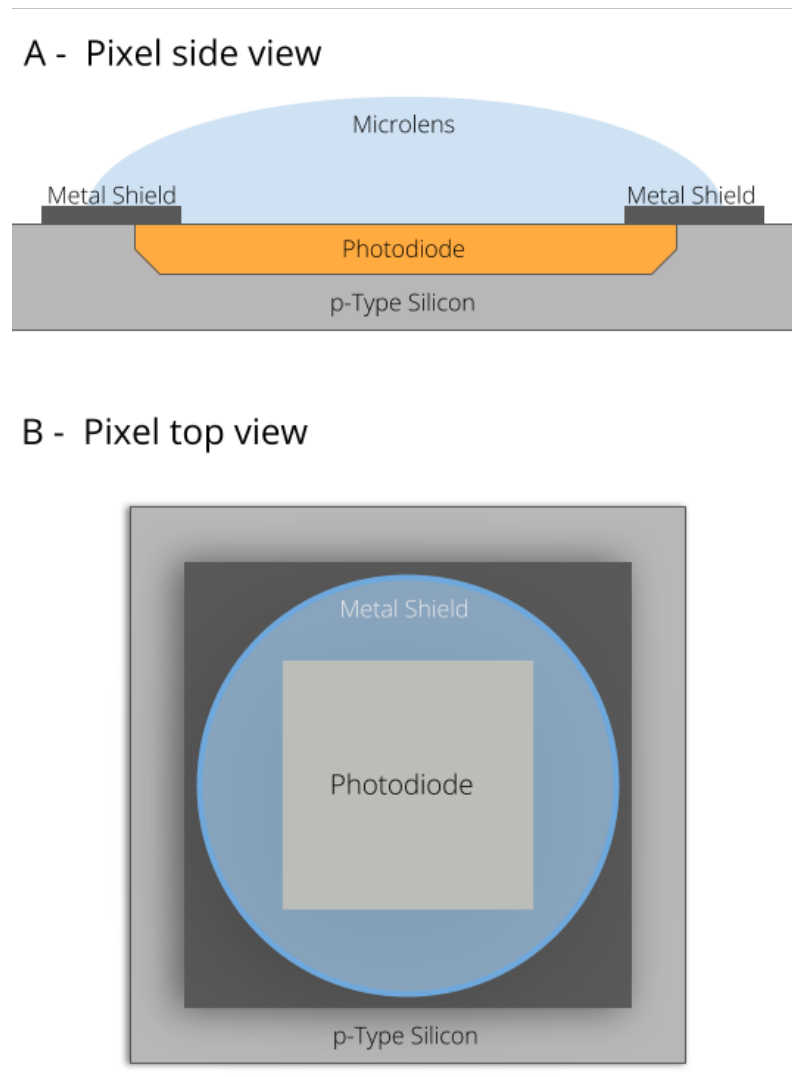 A - Pixel side view
Microlens
Metal Shield
Metal Shield
Photodiode
p-Type Silicon
B - Pixel top view
Metal Shield
Photodiode
p-Type Silicon